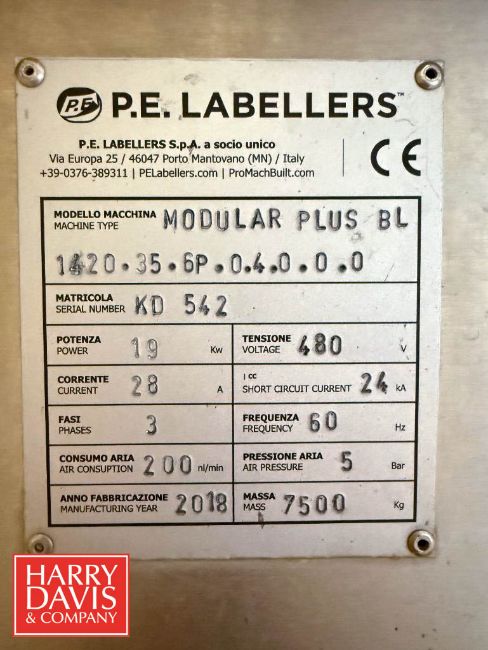 P.E. P.E. LABELLERS™
P.E. LABELLERS S.p.A. a socio unico
Via Europa 25 / 46047 Porto Mantovano (MN) / Italy
+39-0376-389311 | PELabellers.com | ProMachBuilt.com
CE
MODELLO MACCHINA
MACHINE TYPE
MODULAR PLUS BL
1420.35.6P.0.4.0.0.0
MATRICOLA
SERIAL NUMBER
KD 542
POTENZA
POWER
19 Kw
TENSIONE
VOLTAGE
480 V
CORRENTE
CURRENT
28 A
I CC
SHORT CIRCUIT CURRENT
24 kA
FASI
PHASES
3
FREQUENZA
FREQUENCY
60 Hz
CONSUMO ARIA
AIR CONSUPTION
200 nl/min
PRESSIONE ARIA
AIR PRESSURE
5 Bar
ANNO FABBRICAZIONE
MANUFACTURING YEAR
2018
MASSA
MASS
7500 Kg
HARRY
DAVIS
& COMPANY